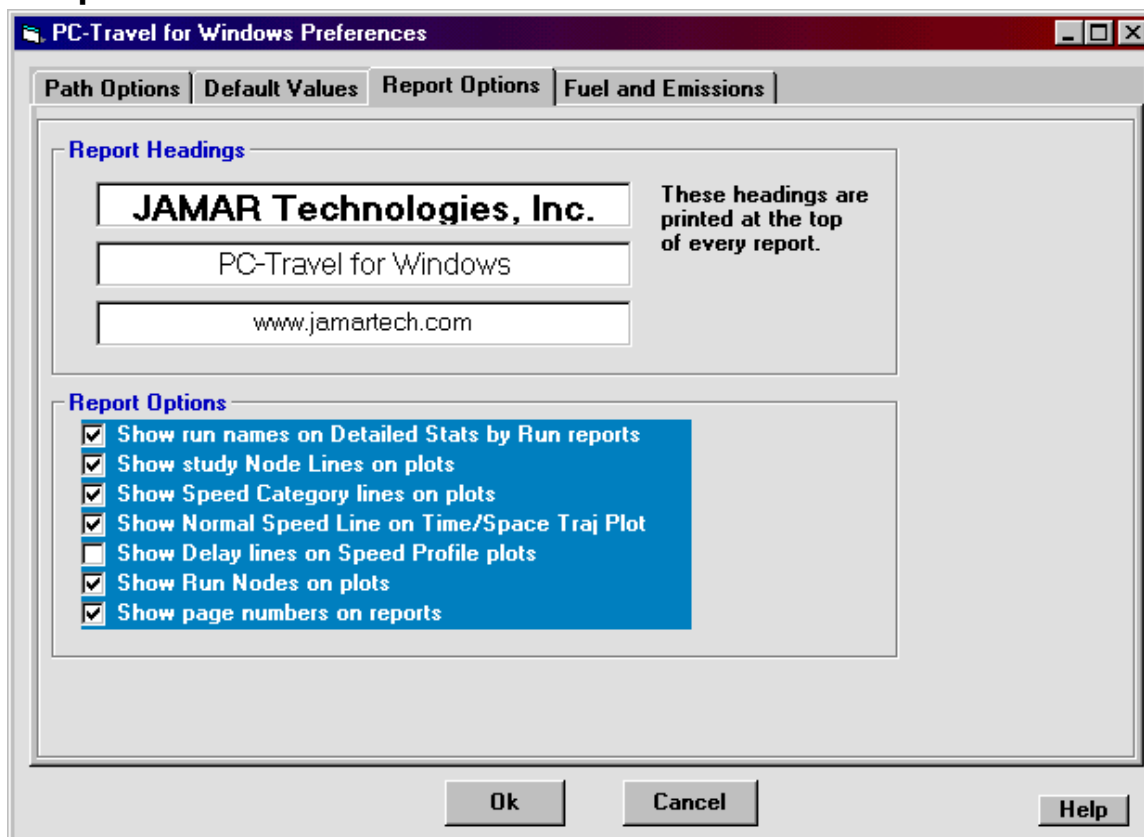 PC-Travel for Windows Preferences
Path Options Default Values Report Options Fuel and Emissions
Report Headings
JAMAR Technologies, Inc.
PC-Travel for Windows
www.jamartech.com
These headings are
printed at the top
of every report.
Report Options
Show run names on Detailed Stats by Run reports
Show study Node Lines on plots
Show Speed Category lines on plots
Show Normal Speed Line on Time/Space Traj Plot
Show Delay lines on Speed Profile plots
Show Run Nodes on plots
Show page numbers on reports
Ok Cancel Help